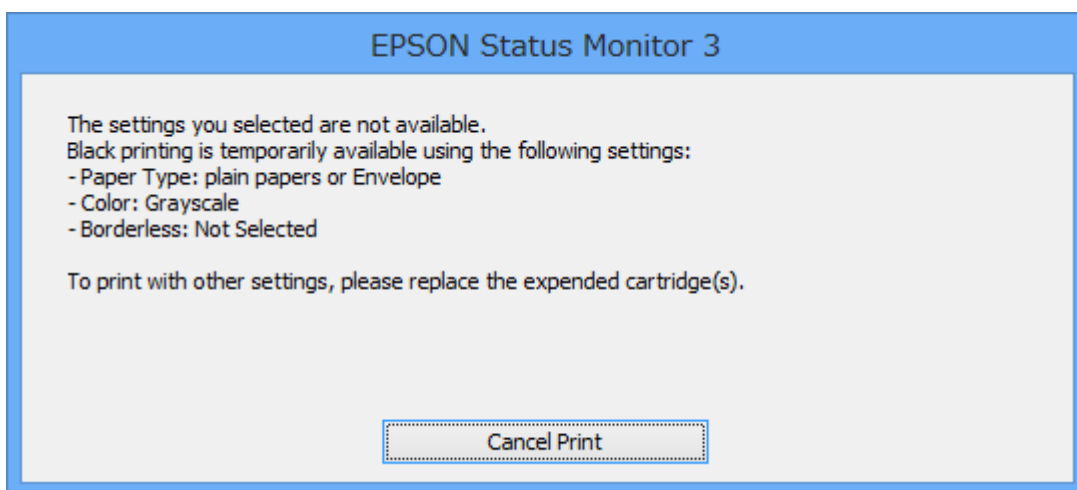 EPSON Status Monitor 3
The settings you selected are not available.
Black printing is temporarily available using the following settings:
- Paper Type: plain papers or Envelope
- Color: Grayscale
- Borderless: Not Selected
To print with other settings, please replace the expended cartridge(s).
Cancel Print